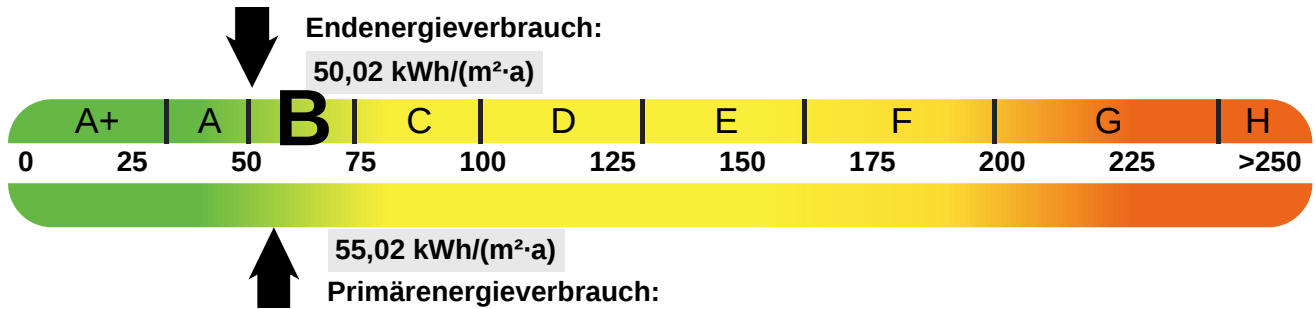 Endenergieverbrauch:
50,02 kWh/(m²·a)
A+ A B C D E F G H
0 25 50 75 100 125 150 175 200 225 >250
55,02 kWh/(m²·a)
Primärenergieverbrauch: